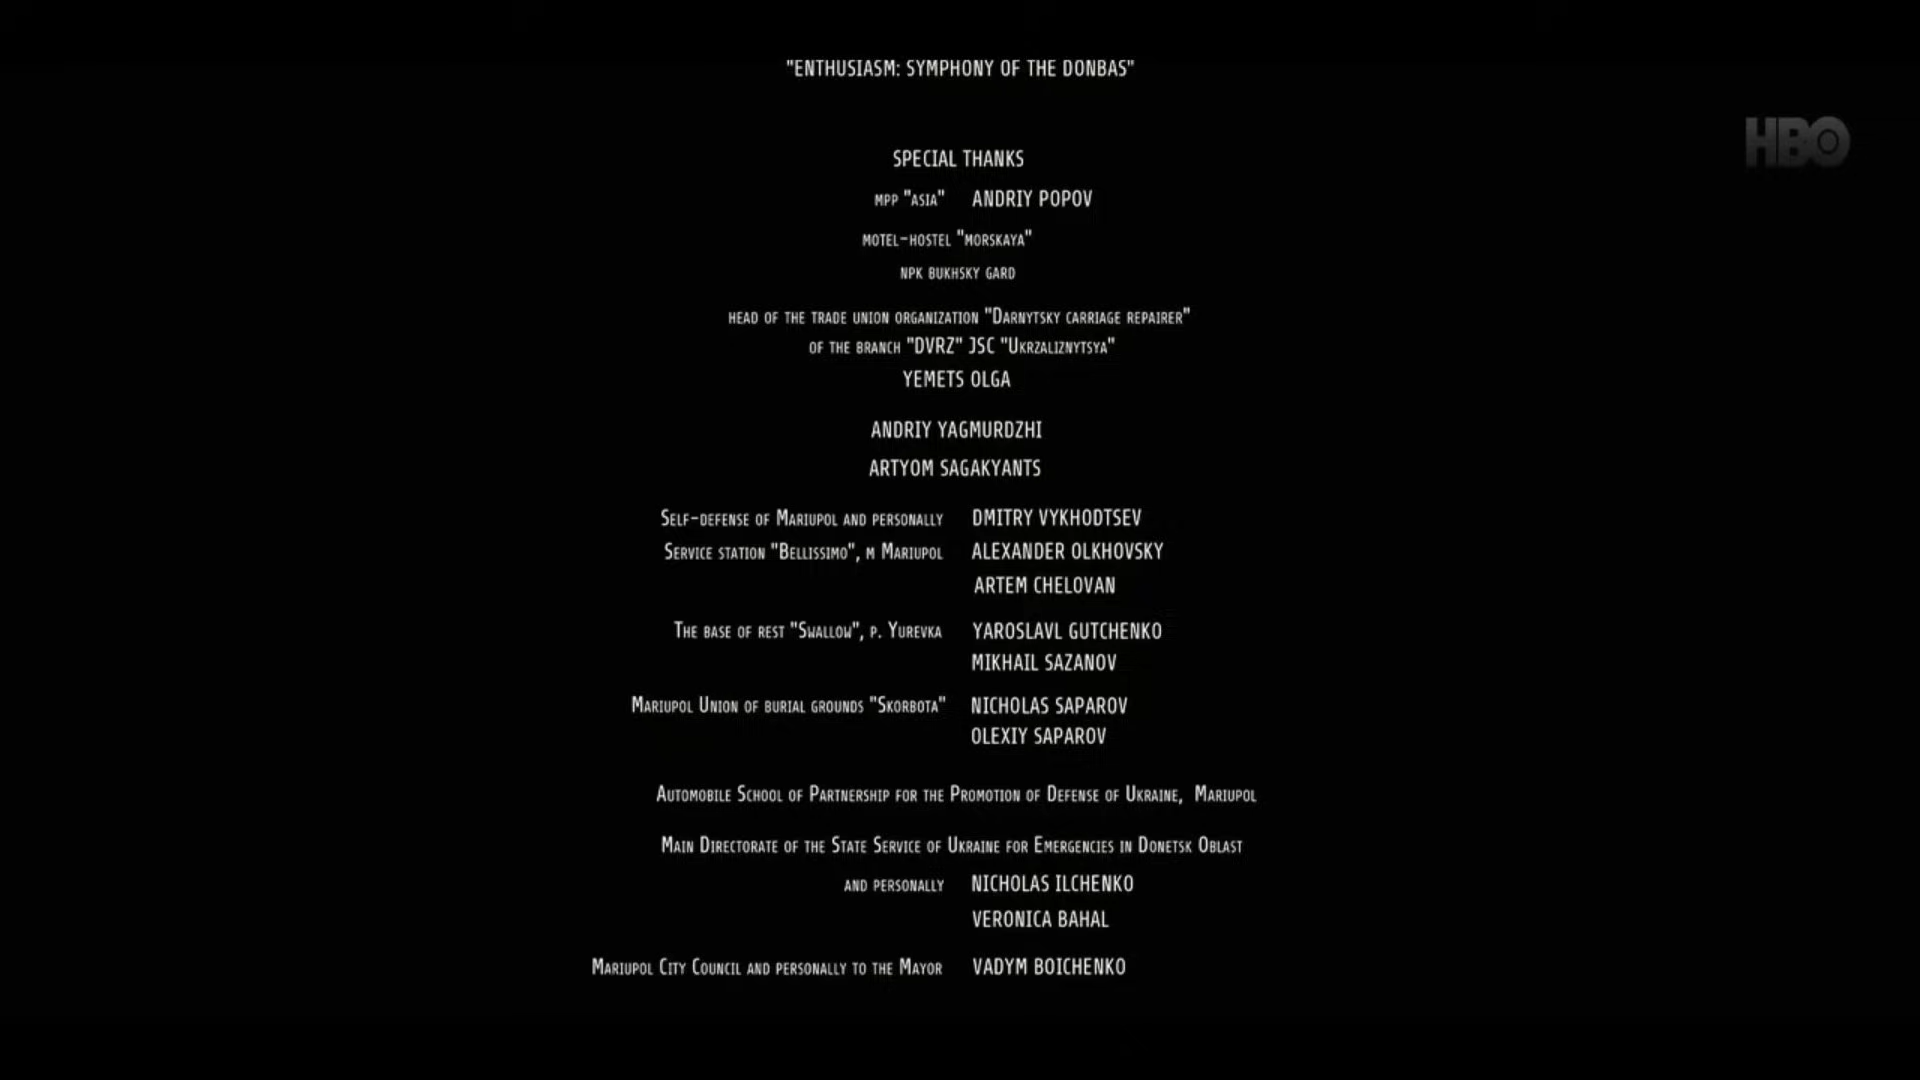 "ENTHUSIASM: SYMPHONY OF THE DONBAS"
HBO
SPECIAL THANKS
MPP "ASIA" ANDRIY POPOV
MOTEL-HOSTEL "MORSKAYA"
NPK BUKHSKY GARD
HEAD OF THE TRADE UNION ORGANIZATION "DARNYTSKY CARRIAGE REPAIRER"
OF THE BRANCH "DVRZ" JSC "UKRZALIZNYTSYA"
YEMETS OLGA
ANDRIY YAGMURDZHI
ARTYOM SAGAKYANTS
SELF-DEFENSE OF MARIUPOL AND PERSONALLY DMITRY VYKHODTSEV
SERVICE STATION "BELLISSIMO", M MARIUPOL ALEXANDER OLKHOVSKY
ARTEM CHELOVAN
THE BASE OF REST "SWALLOW", P. YUREVKA YAROSLAVL GUTCHENKO
MIKHAIL SAZANOV
MARIUPOL UNION OF BURIAL GROUNDS "SKORBOTA" NICHOLAS SAPAROV
OLEXIY SAPAROV
AUTOMOBILE SCHOOL OF PARTNERSHIP FOR THE PROMOTION OF DEFENSE OF UKRAINE, MARIUPOL
MAIN DIRECTORATE OF THE STATE SERVICE OF UKRAINE FOR EMERGENCIES IN DONETSK OBLAST
AND PERSONALLY NICHOLAS ILCHENKO
VERONICA BAHAL
MARIUPOL CITY COUNCIL AND PERSONALLY TO THE MAYOR VADYM BOICHENKO